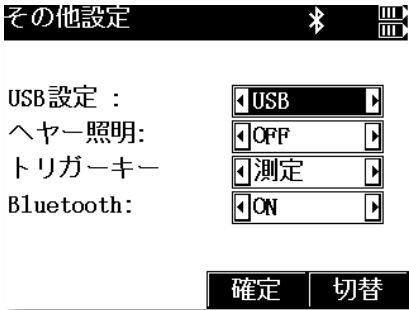 その他設定
USB設定 : USB
ヘヤー照明: OFF
トリガーキー 測定
Bluetooth: ON
確定 切替